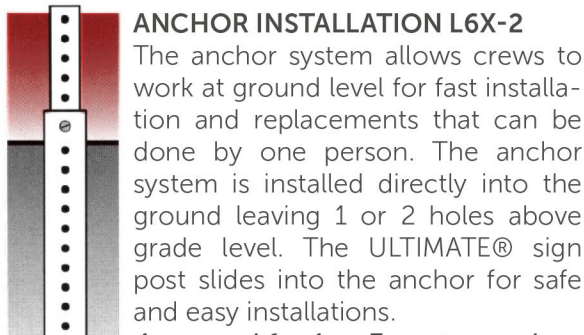 ANCHOR INSTALLATION L6X-2
The anchor system allows crews to
work at ground level for fast installa-
tion and replacements that can be
done by one person. The anchor
system is installed directly into the
ground leaving 1 or 2 holes above
grade level. The ULTIMATE® sign
post slides into the anchor for safe
and easy installations.